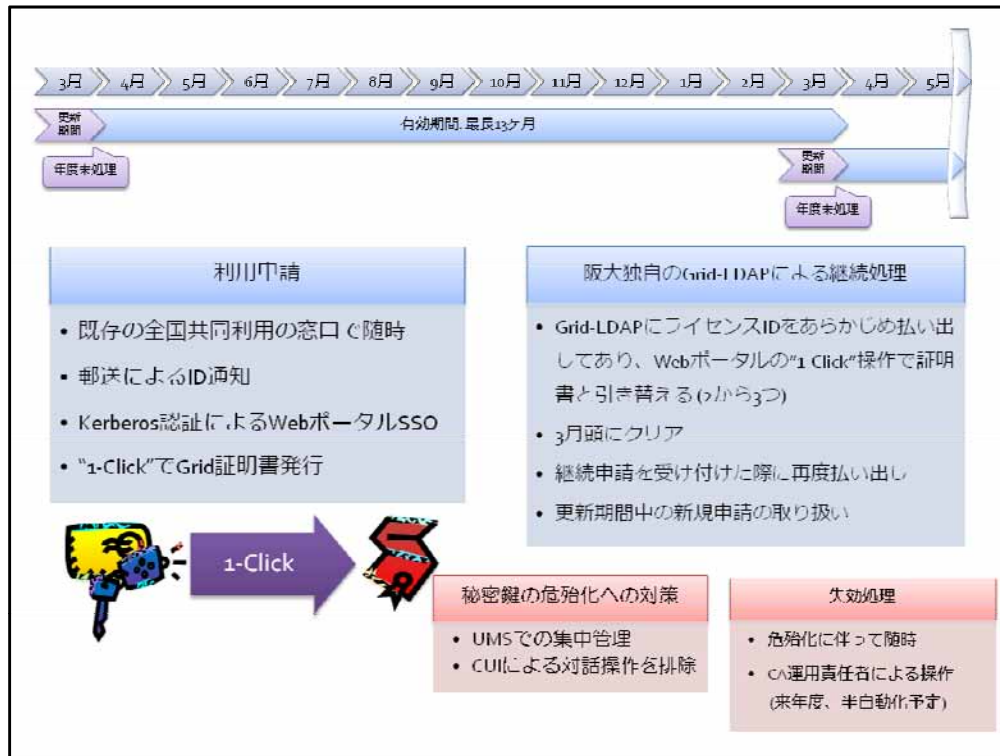 3月 4月 5月 6月 7月 8月 9月 10月 11月 12月 1月 2月 3月 4月 5月
更新
期間
有効期間:最長13ヶ月
年度末処理
更新
期間
年度末処理
利用申請
• 既存の全国共同利用の窓口で随時
• 郵送によるID通知
• Kerberos認証によるWebポータルSSO
• “1-Click”でGrid証明書発行
阪大独自のGrid-LDAPによる継続処理
• Grid-LDAPにライセンスIDをあらかじめ払い出
してあり、Webポータルの“1-Click”操作で証明
書と引き替える(2から3つ)
• 3月頭にクリア
• 継続申請を受け付けた際に再度払い出し
• 更新期間中の新規申請の取り扱い
1-Click
秘密鍵の危殆化への対策
• UMSでの集中管理
• CUIによる対話操作を排除
失効処理
• 危殆化に伴って随時
• CA運用責任者による操作
(来年度、半自動化予定)